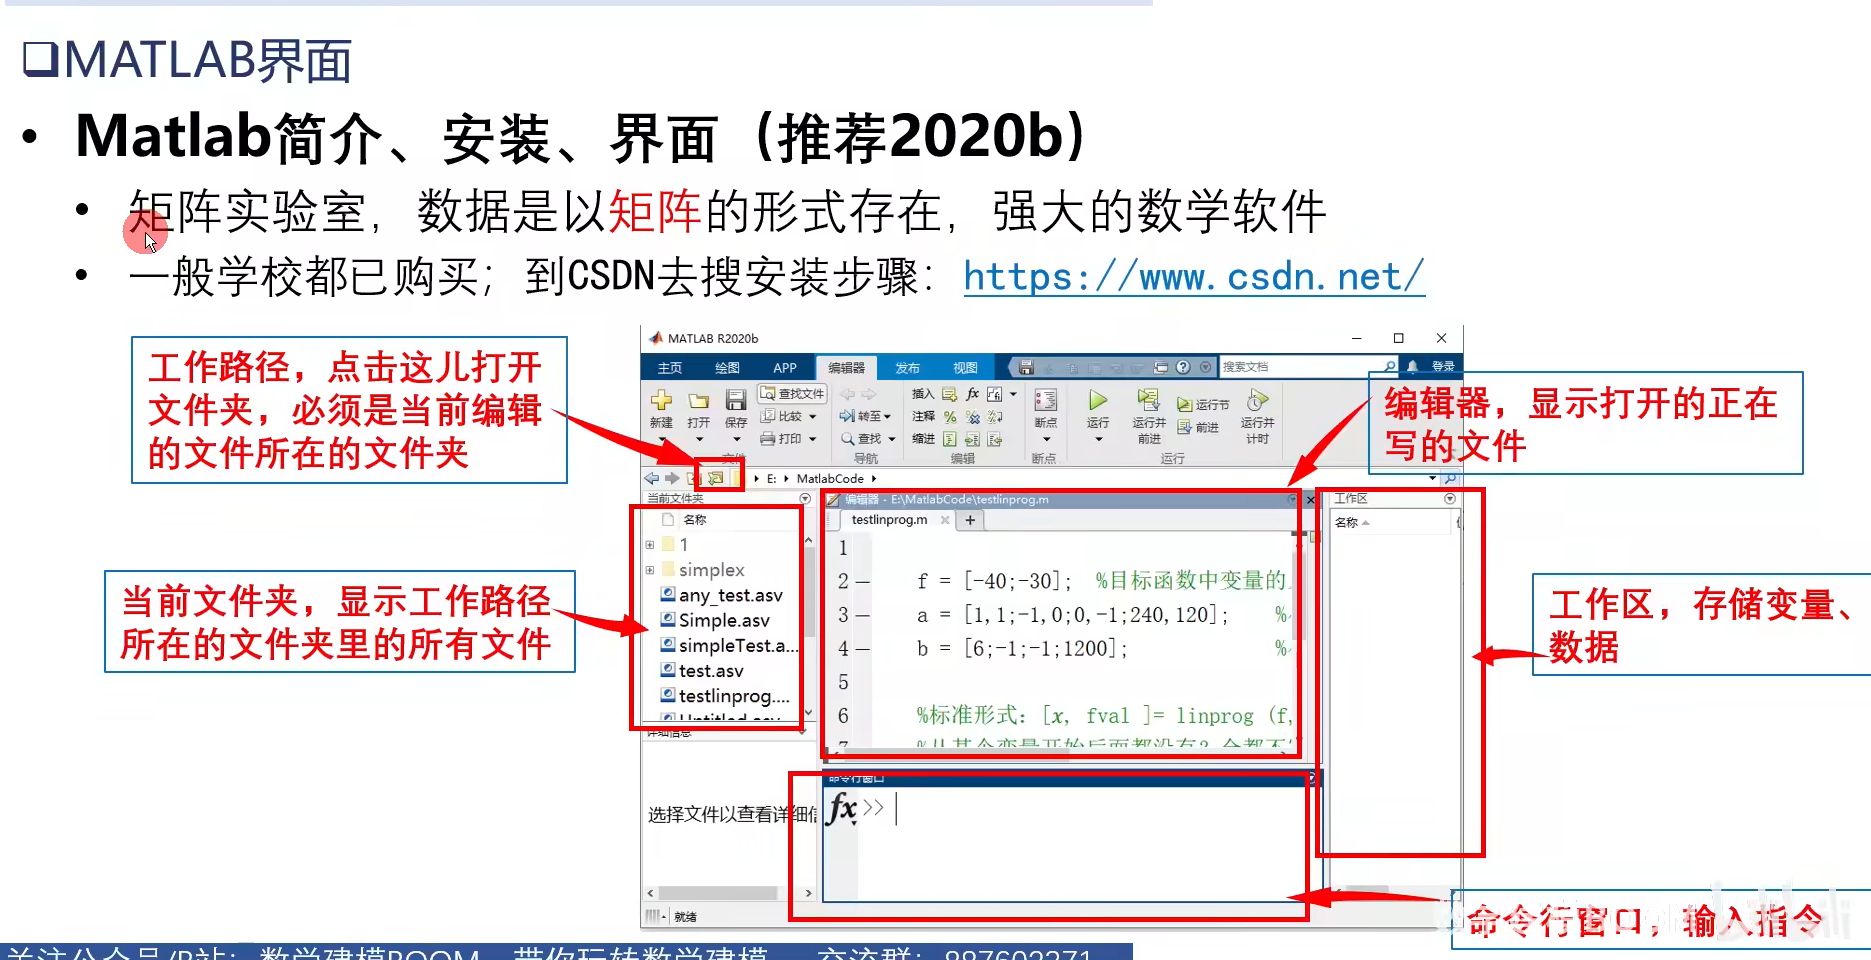 ❑MATLAB界面
• Matlab简介、安装、界面（推荐2020b）
• 矩阵实验室，数据是以矩阵的形式存在，强大的数学软件
• 一般学校都已购买；到CSDN去搜安装步骤：https://www.csdn.net/
工作路径，点击这儿打开
文件夹，必须是当前编辑
的文件所在的文件夹
当前文件夹，显示工作路径
所在的文件夹里的所有文件
MATLAB R2020b
主页 绘图 APP 编辑器 发布 视图 搜索文档 登录
新建 打开 保存 查找文件 比较 打印
转至 查找
插入 fx 注释 缩进
断点 运行 运行并前进 运行节 前进 运行并计时
文件 导航 编辑 断点 运行
E: MatlabCode
当前文件夹
名称
1
simplex
any_test.asv
Simple.asv
simpleTest.a...
test.asv
testlinprog....
Untitled.asv
详细信息
选择文件以查看详细信
就绪
编辑器 - E:\MatlabCode\testlinprog.m
testlinprog.m +
1
2 — f = [-40;-30]; %目标函数中变量的
3 — a = [1,1;-1,0;0,-1;240,120]; %
4 — b = [6;-1;-1;1200]; %
5
6 %标准形式：[x, fval ]= linprog (f,
7 %从某个变量开始后面都没有？全都不
命令行窗口
fx >>
工作区
名称
编辑器，显示打开的正在
写的文件
工作区，存储变量、
数据
命令行窗口，输入指令
关注公众号/B站：数学建模BOOM，带你玩转数学建模 交流群：887602271